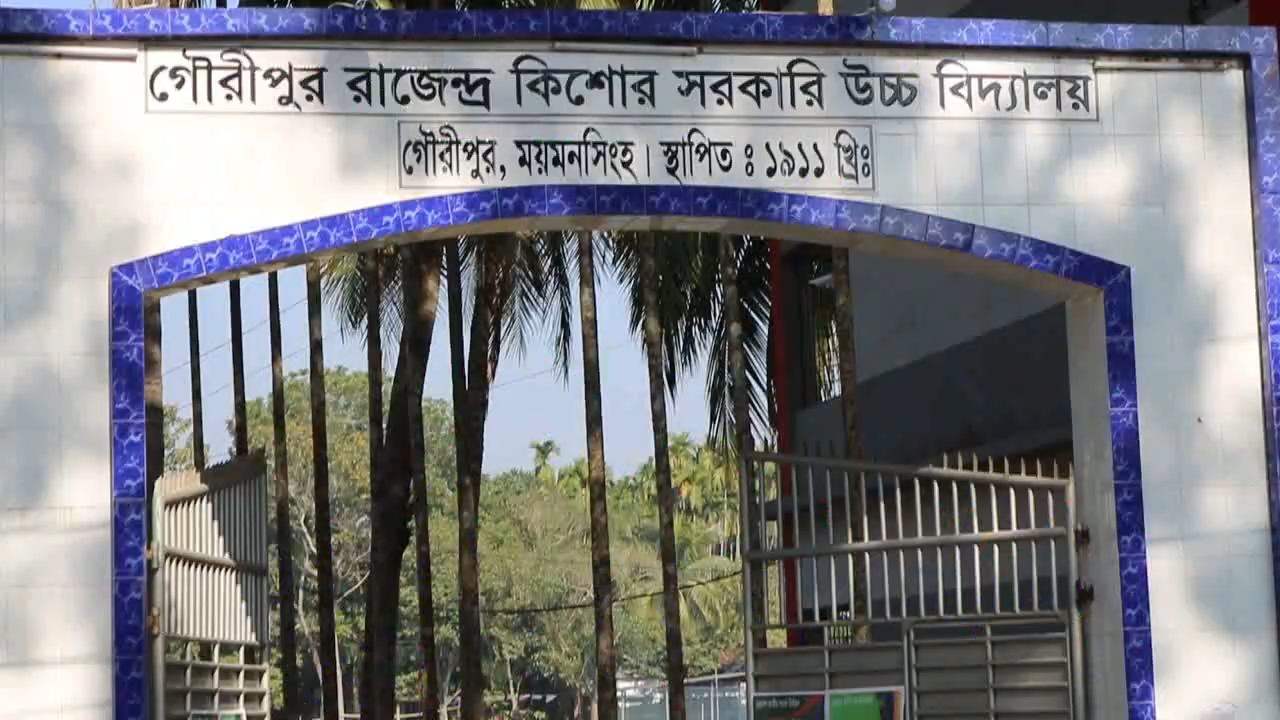 গৌরীপুর রাজেন্দ্র কিশোর সরকারি উচ্চ বিদ্যালয়
গৌরীপুর, ময়মনসিংহ। স্থাপিত ঃ ১৯১১ খ্রিঃ